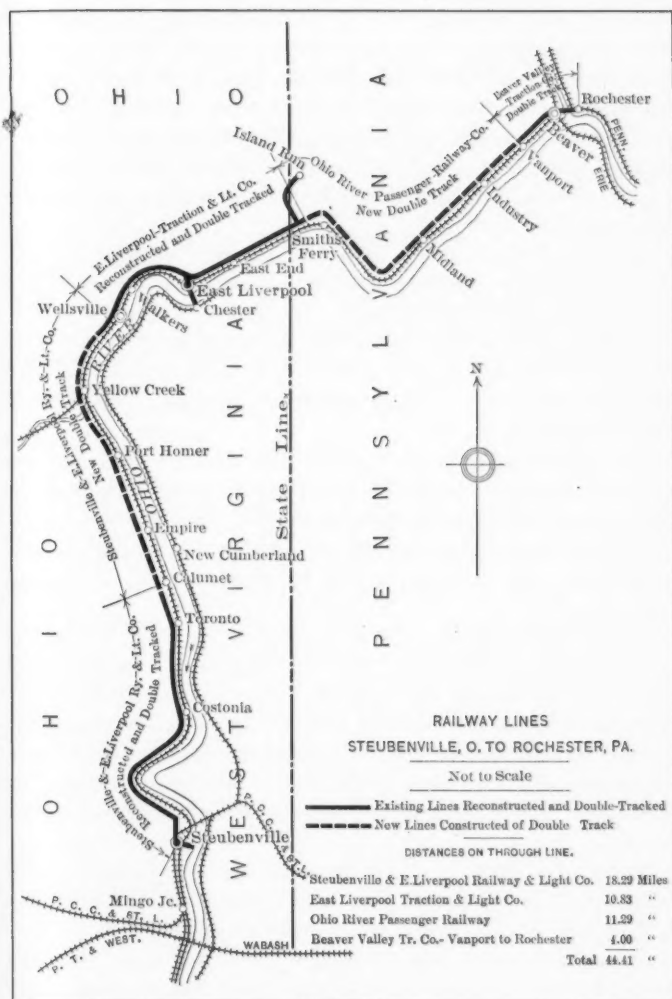 OHIO
PENNSYLVANIA
Beaver Valley
Traction Co.
Double Track
Rochester
Beaver
PENN.
ERIE
Vanport
Industry
Midland
Island Run
Ohio River Passenger-Railway-Co.
New Double Track
Smiths
Ferry
E.Liverpool-Traction & Lt. Co.
Reconstructed and Double Tracked
East End
East Liverpool
Chester
Walkers
Wellsville
OHIO RIVER
Yellow Creek
Steubenville & E.Liverpool Ry.-&-Lt.-Co.
New Double Track
Port Homer
Empire
New Cumberland
Calumet
Toronto
WEST VIRGINIA
State Line
N
OHIO
Steubenville-&-E.Liverpool Ry.-&-Lt.-Co.
Reconstructed and Double Tracked
Costonia
Steubenville
P. C. C. & ST. L.
Mingo Jc.
P. C. C. & ST. L.
P. T. & WEST.
WABASH
RAILWAY LINES
STEUBENVILLE, O. TO ROCHESTER, PA.
Not to Scale
Existing Lines Reconstructed and Double-Tracked
New Lines Constructed of Double Track
DISTANCES ON THROUGH LINE.
Steubenville & E.Liverpool Railway & Light Co. 18.29 Miles
East Liverpool Traction & Light Co. 10.83 "
Ohio River Passenger Railway 11.29 "
Beaver Valley Tr. Co.- Vanport to Rochester 4.00 "
Total 44.41 "